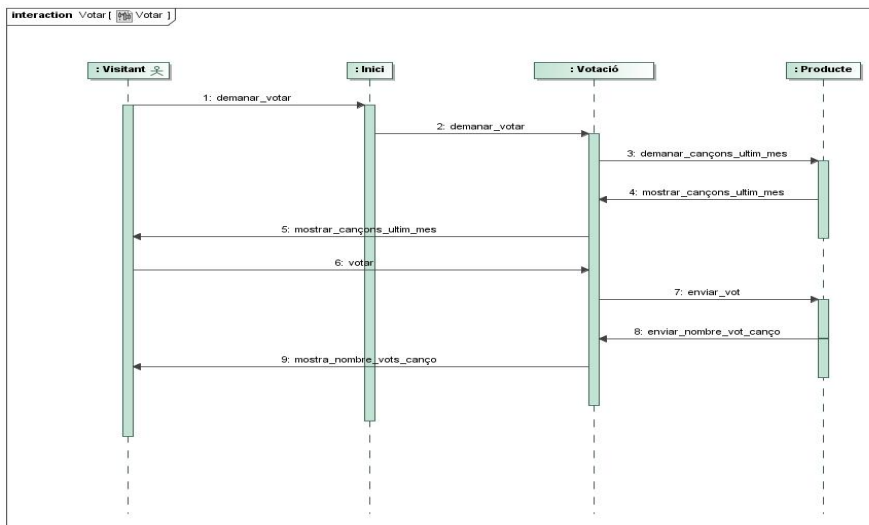 interaction Votar [ Votar ]
: Visitant
: Inici
: Votació
: Producte
1: demanar_votar
2: demanar_votar
3: demanar_cançons_ultim_mes
4: mostrar_cançons_ultim_mes
5: mostrar_cançons_ultim_mes
6: votar
7: enviar_vot
8: enviar_nombre_vot_canço
9: mostra_nombre_vots_canço